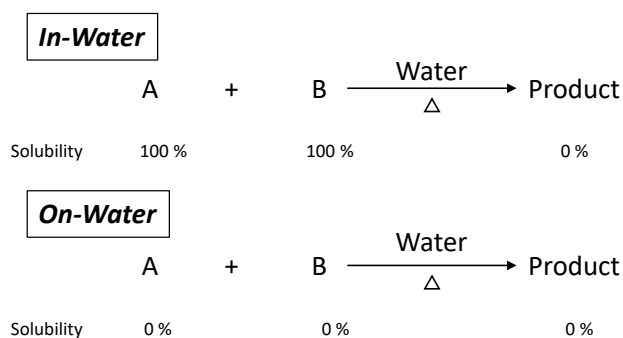 In-Water
A + B Water Product
△
Solubility 100 % 100 % 0 %
On-Water
A + B Water Product
△
Solubility 0 % 0 % 0 %